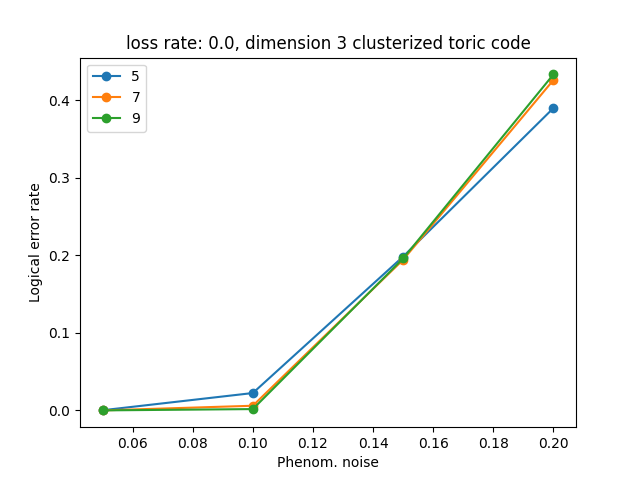 loss rate: 0.0, dimension 3 clusterized toric code
5
7
9
Logical error rate
0.4
0.3
0.2
0.1
0.0
0.06 0.08 0.10 0.12 0.14 0.16 0.18 0.20
Phenom. noise